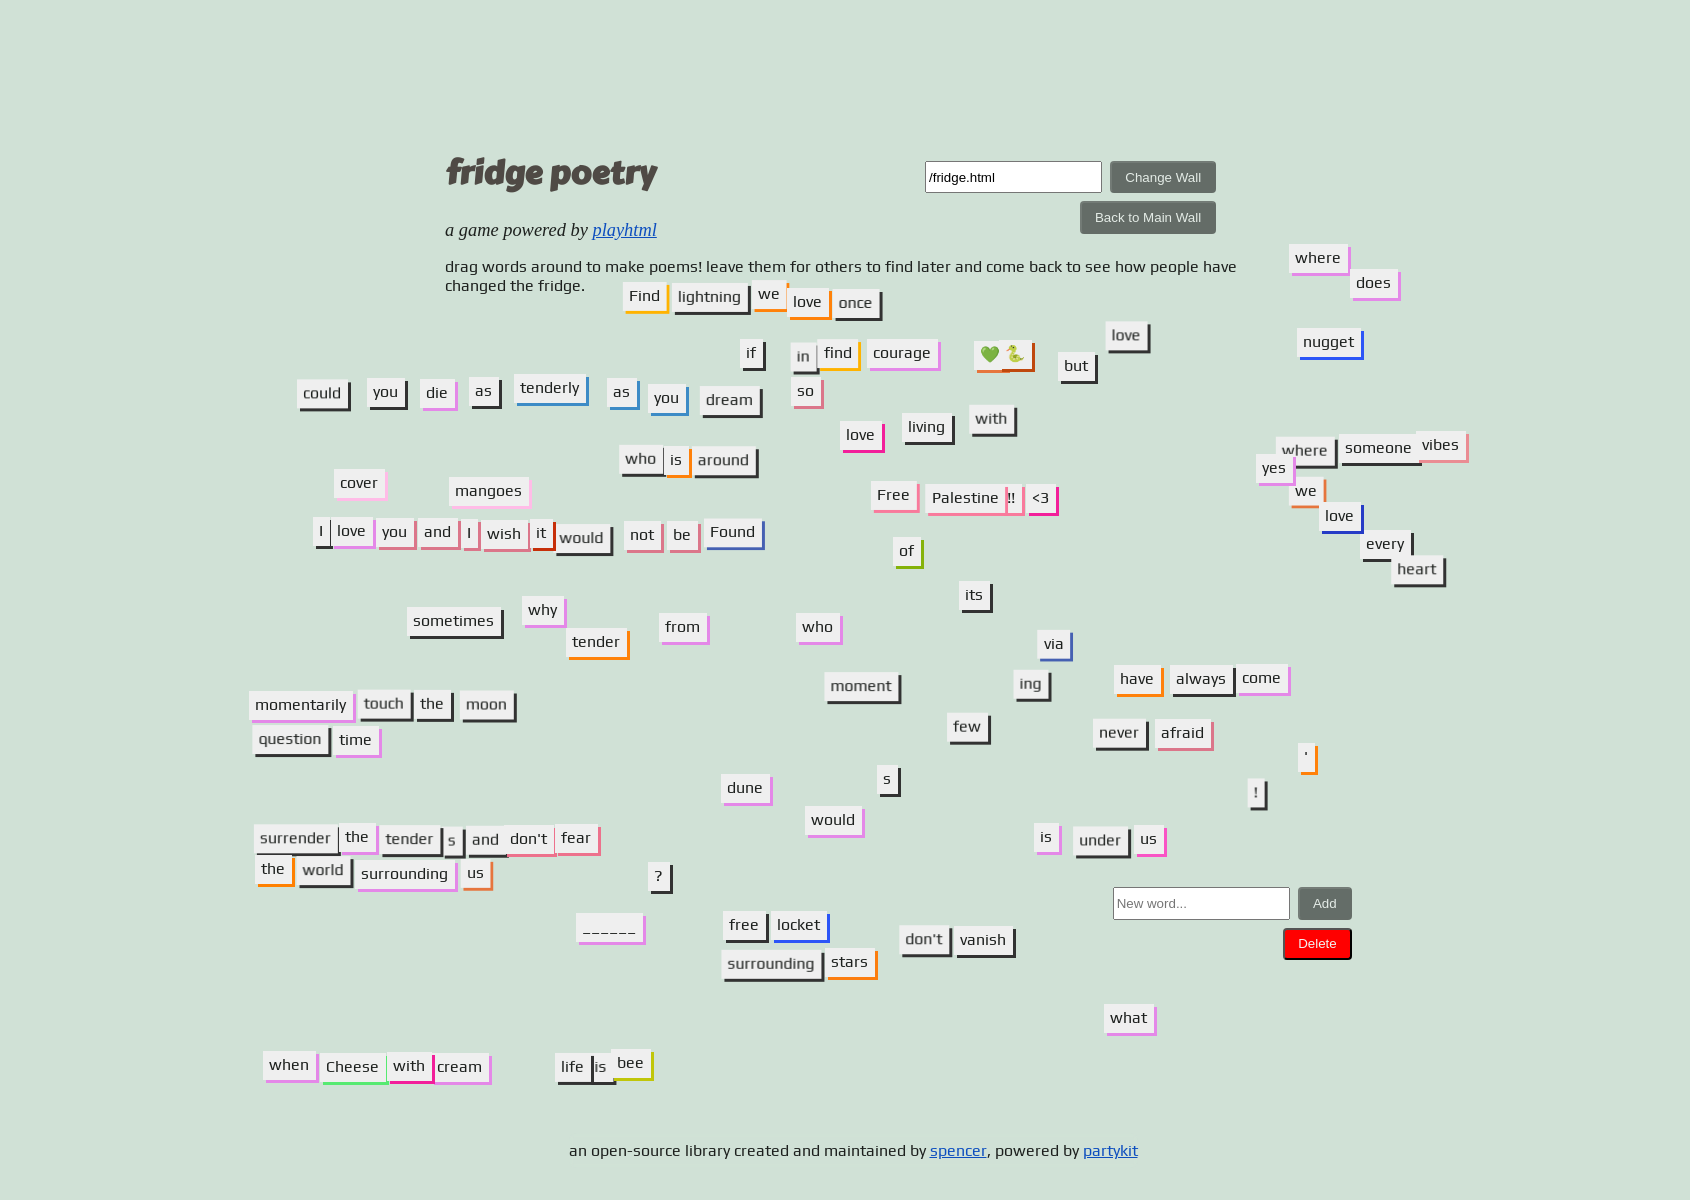 fridge poetry
/fridge.html
Change Wall
Back to Main Wall
a game powered by playhtml
drag words around to make poems! leave them for others to find later and come back to see how people have
changed the fridge.
where
does
Find lightning we love once
nugget
love
if in find courage 💚 🐍 but
could you die as tenderly as you dream so
love living with
where someone vibes
yes
we
love
every
heart
who is around
cover mangoes
Free Palestine !! <3
I love you and I wish it would not be Found
of
its
sometimes why
tender from who
via
moment ing
have always come
momentarily touch the moon
question time
few never afraid
'
!
dune s
would
surrender the tender s and don't fear
the world surrounding us
is under us
?
New word... Add
Delete
______
free locket
surrounding stars
don't vanish
what
when Cheese with cream
life is bee
an open-source library created and maintained by spencer, powered by partykit